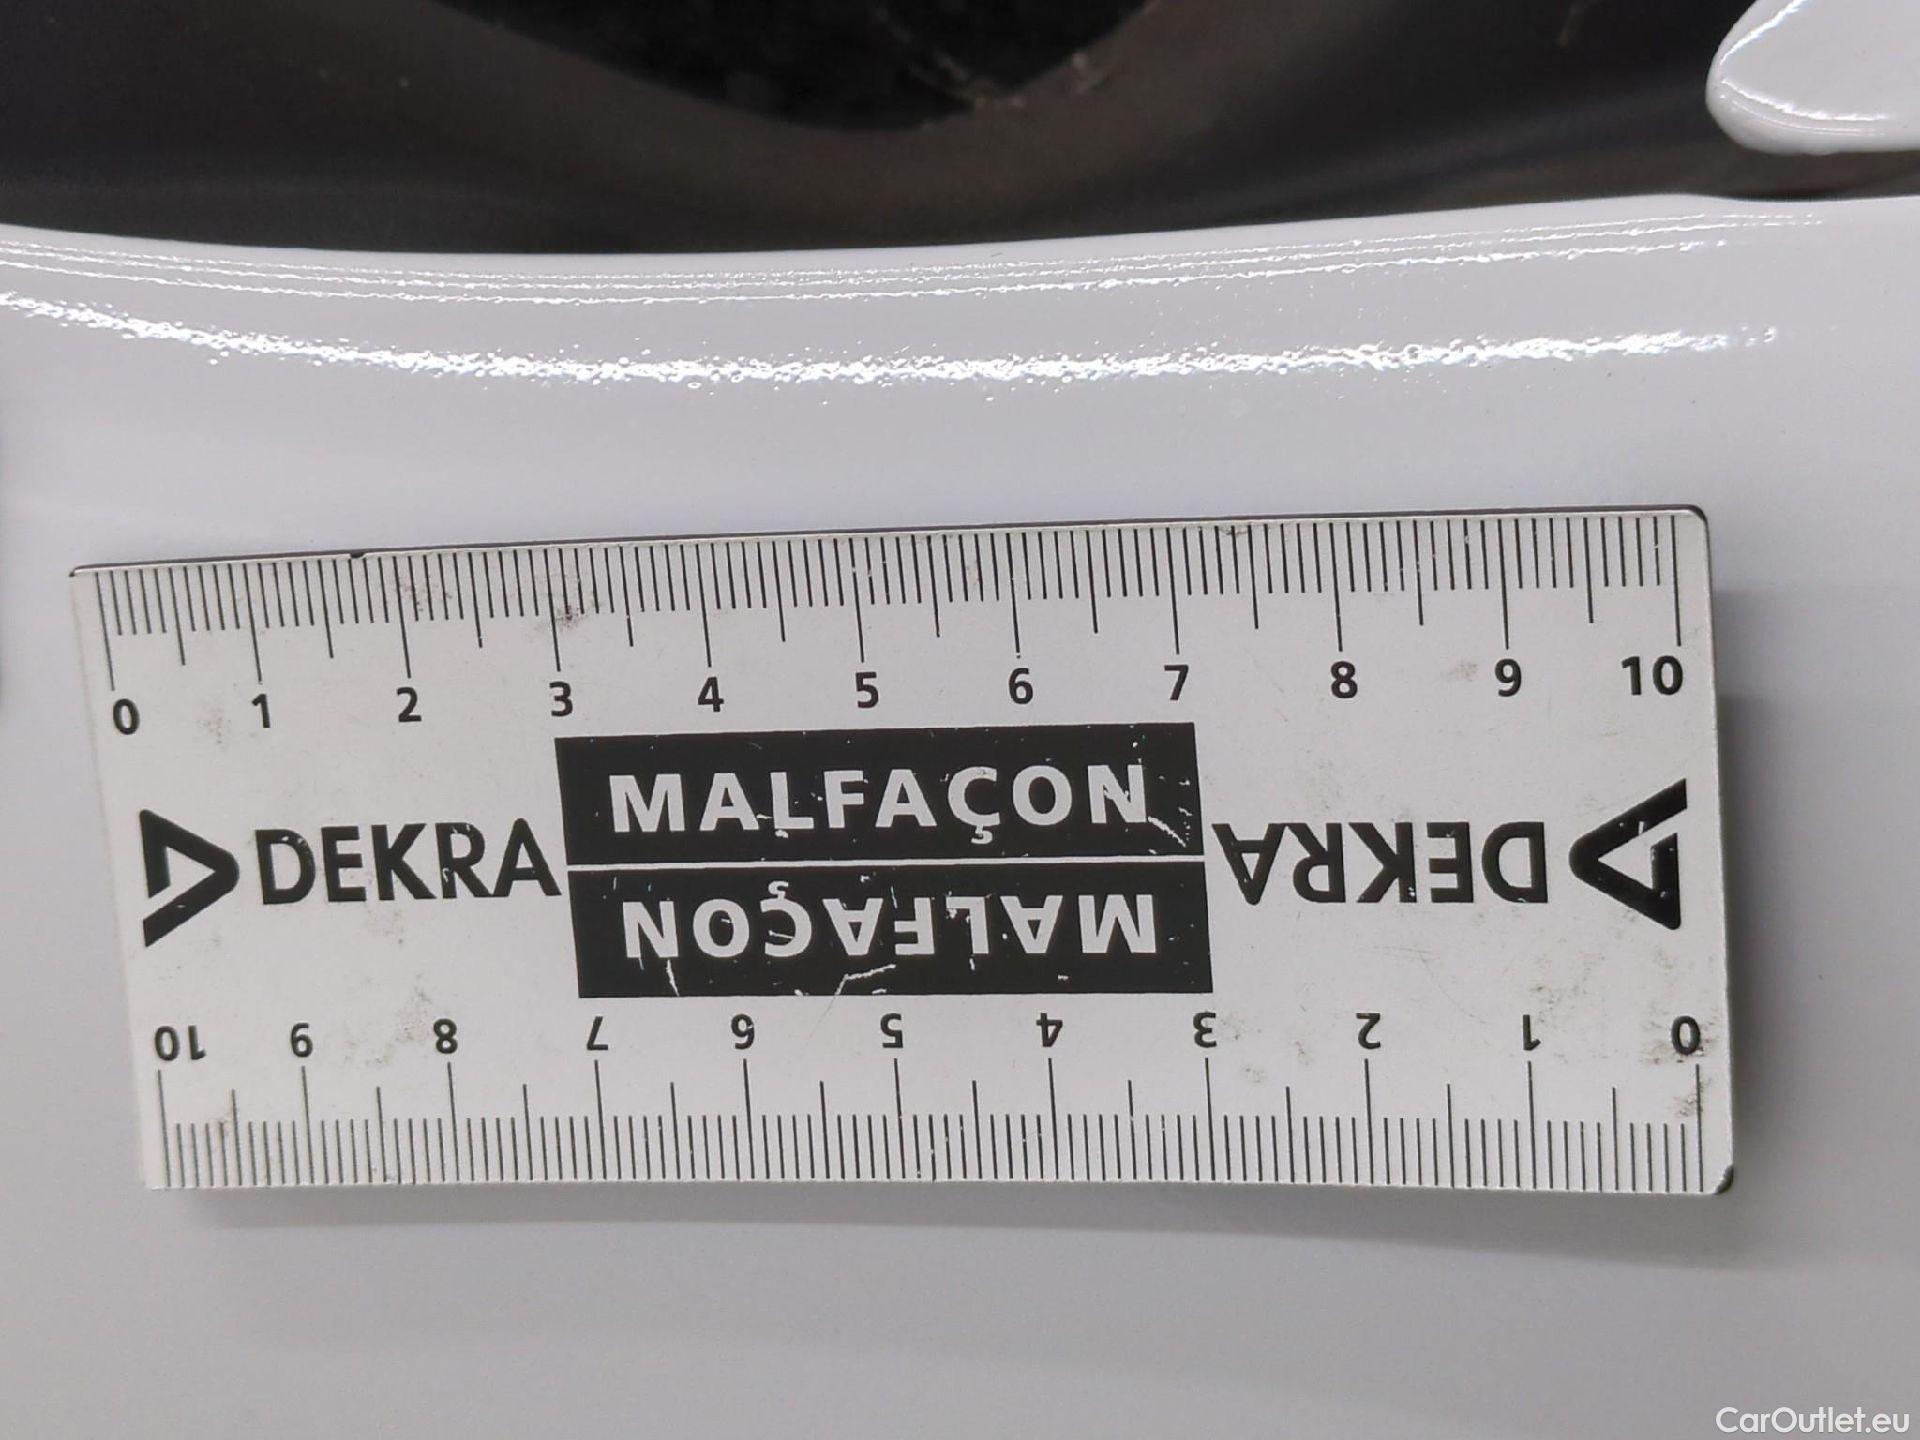 0 1 2 3 4 5 6 7 8 9 10
DEKRA MALFAÇON DEKRA
MALFAÇON
10 9 8 7 6 5 4 3 2 1 0
CarOutlet.eu